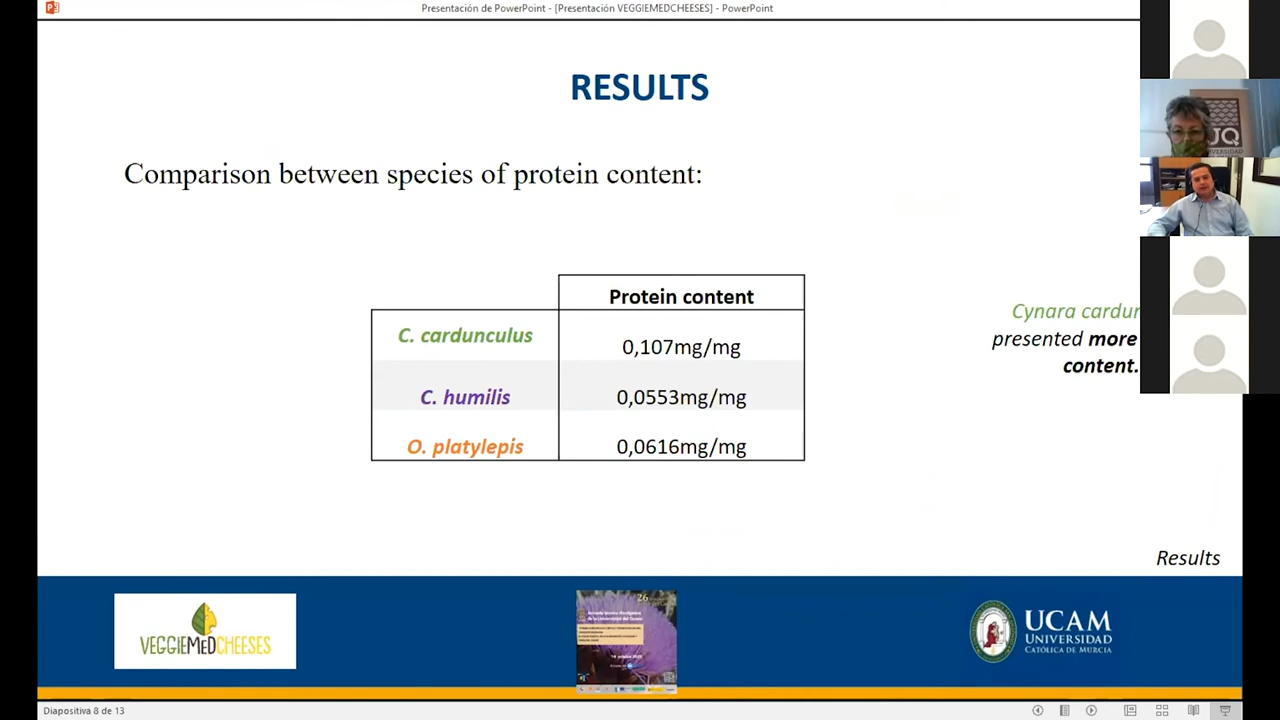 Presentación de PowerPoint - [Presentación VEGGIEMEDCHEESES] - PowerPoint
RESULTS
Comparison between species of protein content:
Protein content
C. cardunculus
0,107mg/mg
C. humilis
0,0553mg/mg
O. platylepis
0,0616mg/mg
Cynara cardun
presented more
content.
Results
VEGGIEMEDCHEESES
26
UCAM
UNIVERSIDAD
CATÓLICA DE MURCIA
Diapositiva 8 de 13